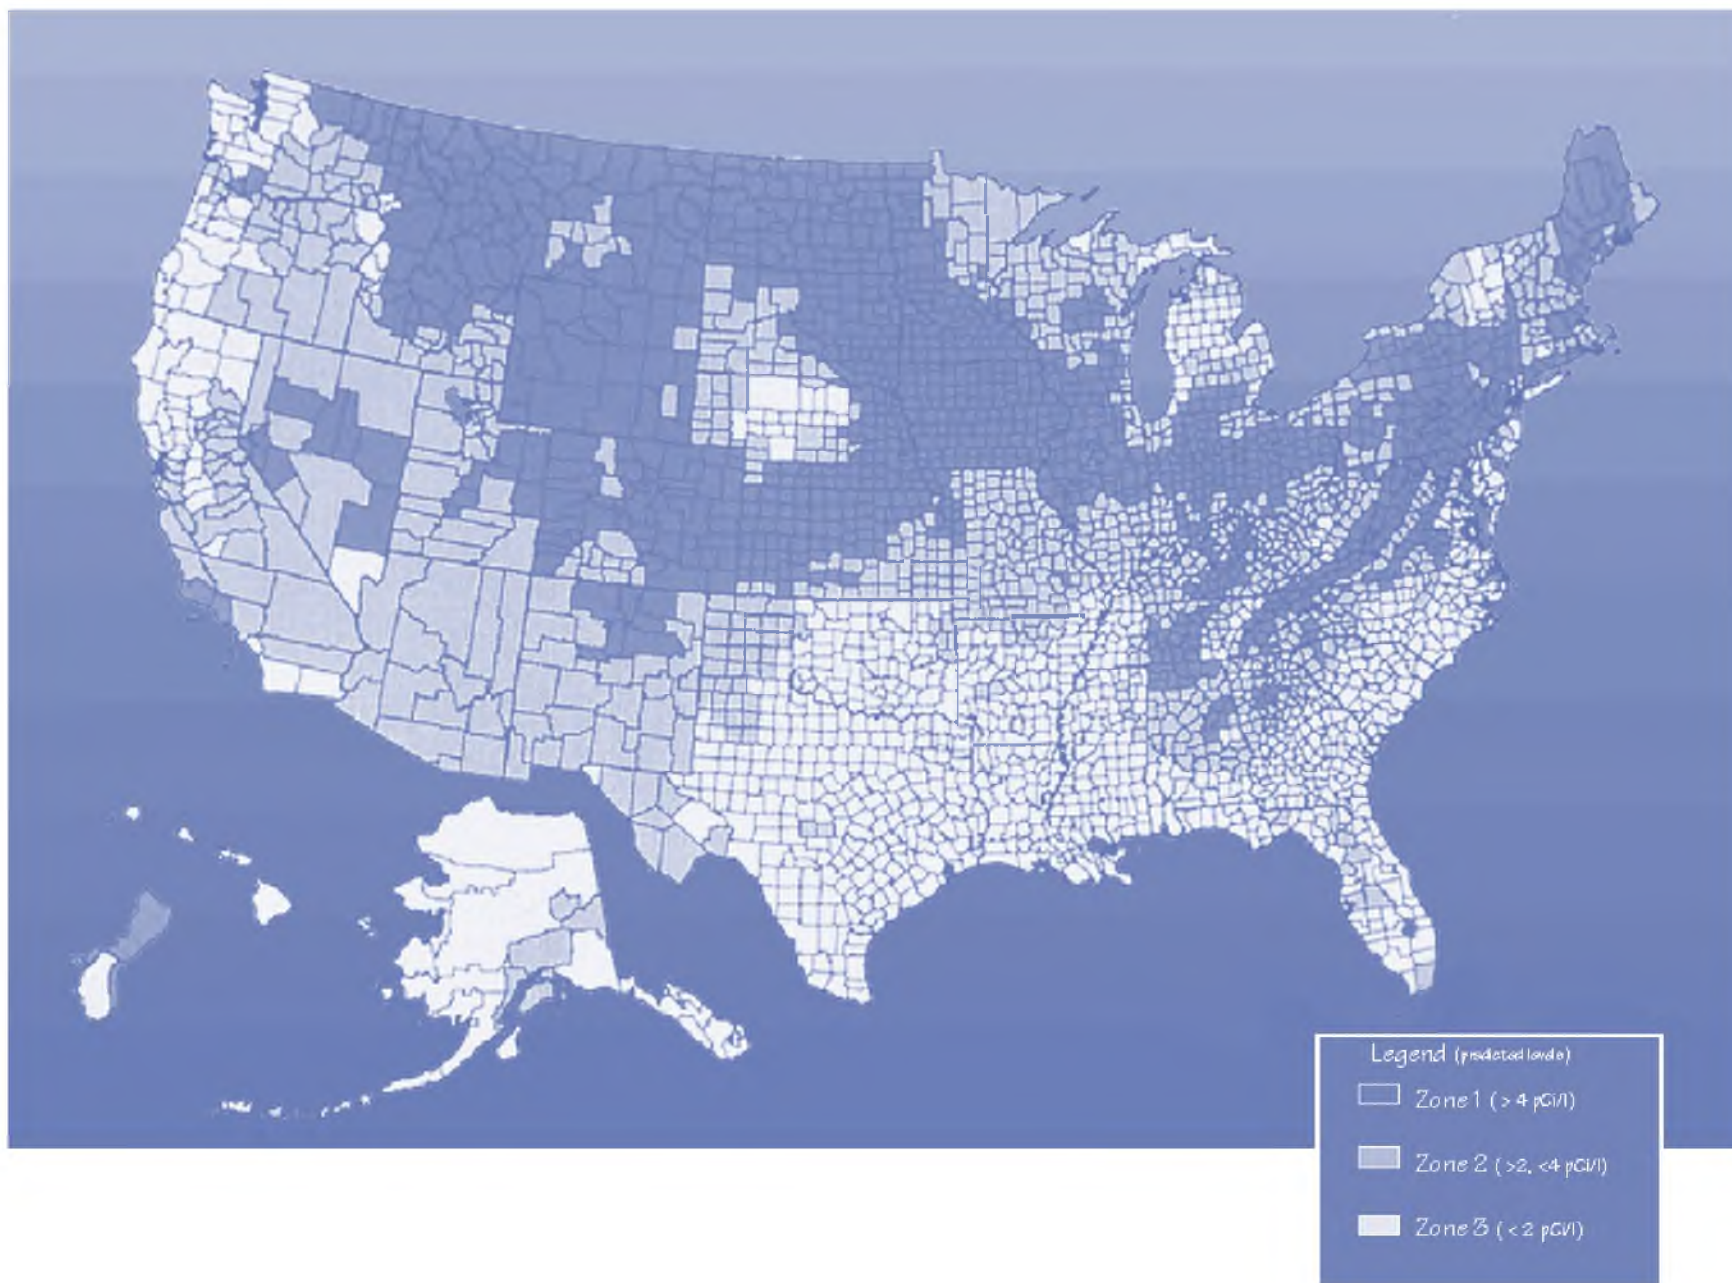 Legend (predicted levels)
Zone 1 ( > 4 pCi/l)
Zone 2 ( >2, <4 pCi/l)
Zone 3 ( < 2 pCi/l)